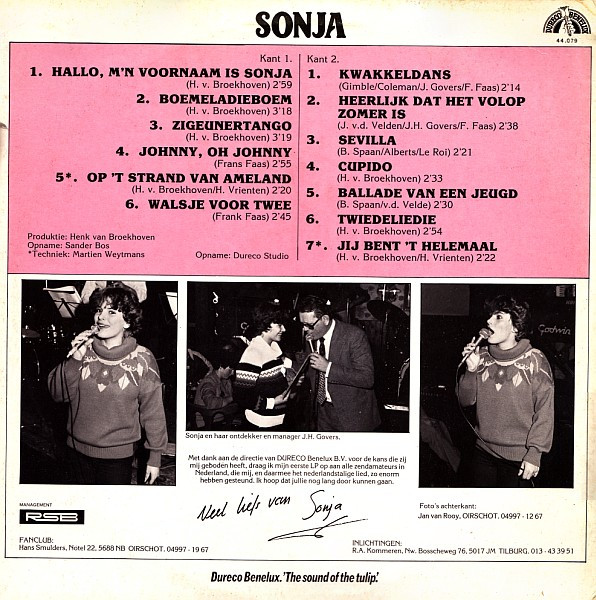 SONJA
DURECO BENELUX
44.079
Kant 1.
1. HALLO, M'N VOORNAAM IS SONJA
(H. v. Broekhoven) 2'59
2. BOEMELADIEBOEM
(H. v. Broekhoven) 3'18
3. ZIGEUNERTANGO
(H. v. Broekhoven) 3'19
4. JOHNNY, OH JOHNNY
(Frans Faas) 2'55
5*. OP 'T STRAND VAN AMELAND
(H. v. Broekhoven/H. Vrienten) 2'20
6. WALSJE VOOR TWEE
(Frank Faas) 2'45
Produktie: Henk van Broekhoven
Opname: Sander Bos
*Techniek: Martien Weytmans
Opname: Dureco Studio
Kant 2.
1. KWAKKELDANS
(Gimble/Coleman/J. Govers/F. Faas) 2'14
2. HEERLIJK DAT HET VOLOP
ZOMER IS
(J. v.d. Velden/J.H. Govers/F. Faas) 2'38
3. SEVILLA
(B. Spaan/Alberts/Le Roi) 2'21
4. CUPIDO
(H. v. Broekhoven) 2'33
5. BALLADE VAN EEN JEUGD
(B. Spaan/v.d. Velde) 2'30
6. TWIEDELIEDIE
(H. v. Broekhoven) 2'54
7*. JIJ BENT 'T HELEMAAL
(H. v. Broekhoven/H. Vrienten) 2'22
Godwin
Sonja en haar ontdekker en manager J.H. Govers.
Met dank aan de directie van DURECO Benelux B.V. voor de kans die zij
mij geboden heeft, draag ik mijn eerste LP op aan alle zendamateurs in
Nederland, die mij, en daarmee het nederlandstalige lied, zo enorm
hebben gesteund. Ik hoop dat jullie nog lang door kunnen gaan.
Veel liefs van Sonja
MANAGEMENT
RSB
FANCLUB:
Hans Smulders, Notel 22, 5688 NB OIRSCHOT. 04997 - 19 67
Foto's achterkant:
Jan van Rooy, OIRSCHOT. 04997 - 12 67
INLICHTINGEN:
R.A. Kommeren, Nw. Bosscheweg 76, 5017 JM TILBURG. 013 - 43 39 51
Dureco Benelux. 'The sound of the tulip.'